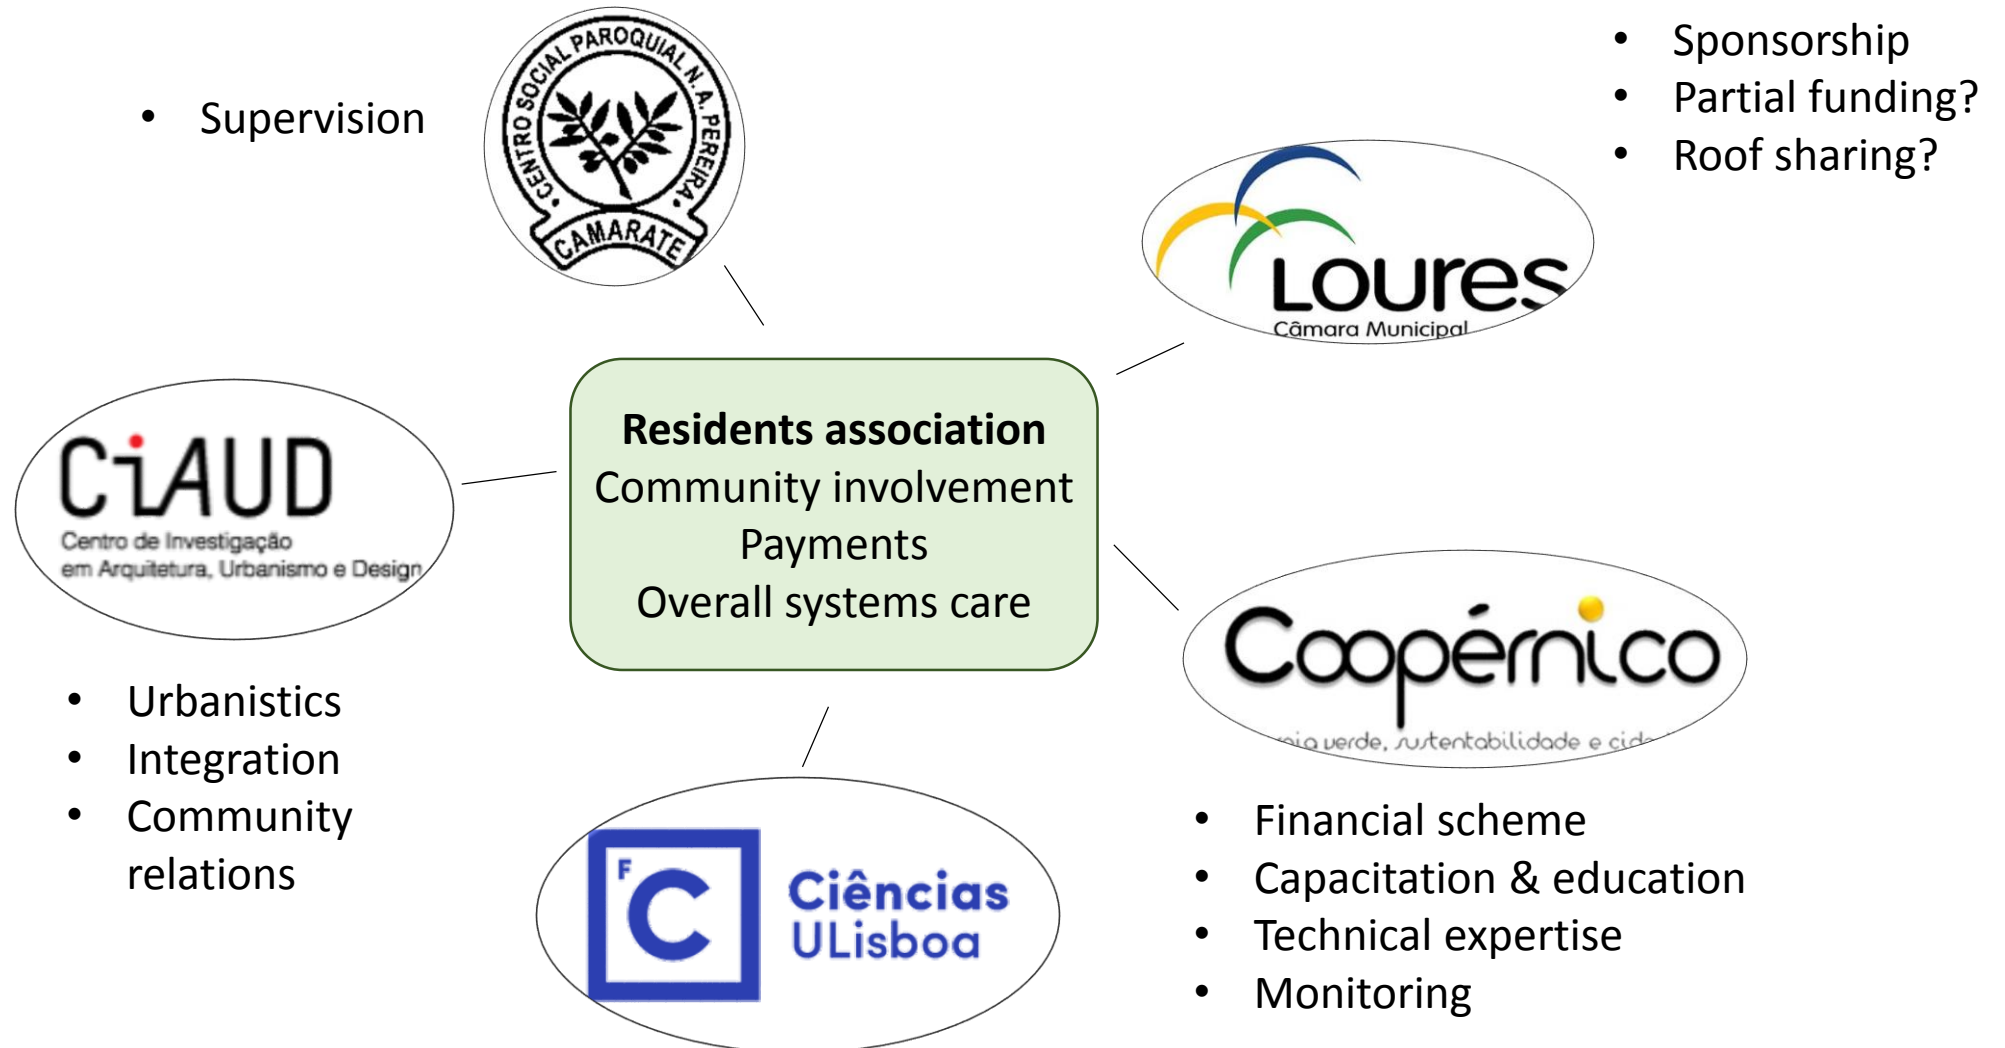 • Supervision
CENTRO SOCIAL PAROQUIAL N. A. PEREIRA
CAMARATE
• Sponsorship
• Partial funding?
• Roof sharing?
Loures
Câmara Municipal
Residents association
Community involvement
Payments
Overall systems care
CiAUD
Centro de Investigação
em Arquitetura, Urbanismo e Design
• Urbanistics
• Integration
• Community
relations
Coopérnico
verde, sustentabilidade e
• Financial scheme
• Capacitation & education
• Technical expertise
• Monitoring
F
C
Ciências
ULisboa